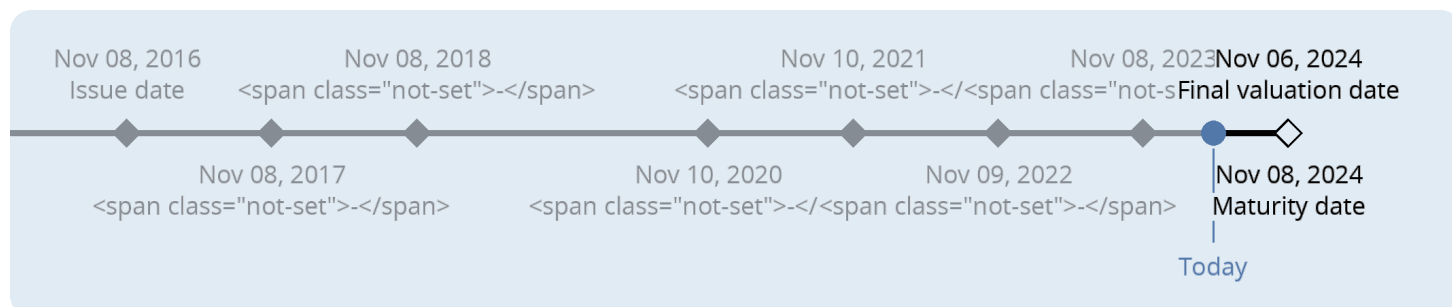 Nov 08, 2016
Issue date
Nov 08, 2018
<span class="not-set">-</span>
Nov 10, 2021
<span class="not-set">-</
Nov 08, 2023
<span class="not-s
Nov 06, 2024
Final valuation date
Nov 08, 2017
<span class="not-set">-</span>
Nov 10, 2020
<span class="not-set">-</
Nov 09, 2022
<span class="not-set">-</span>
Nov 08, 2024
Maturity date
Today